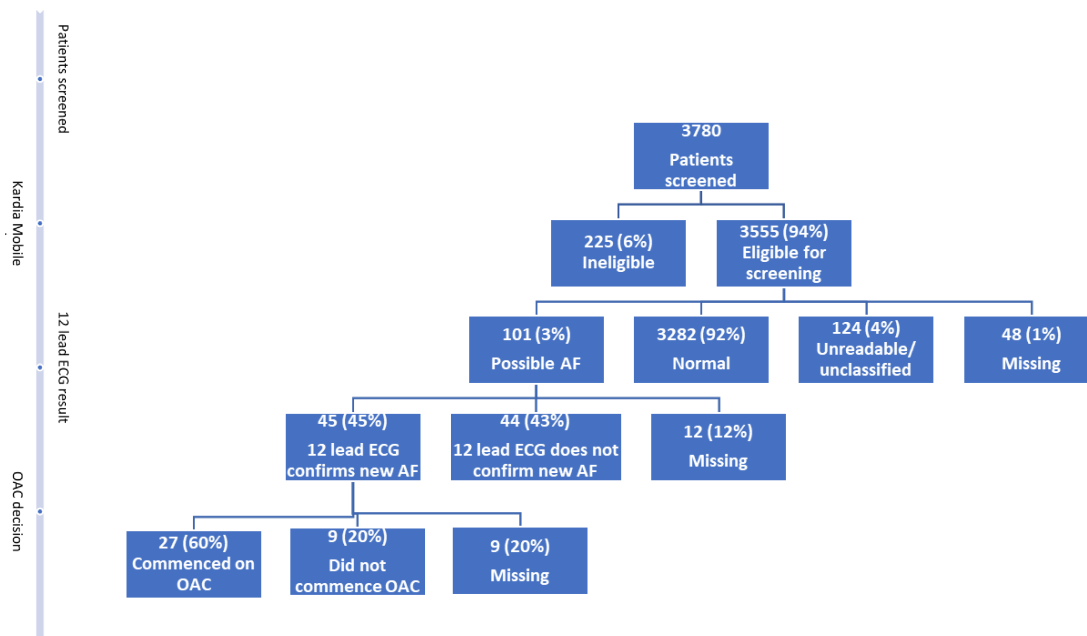 Patients screened
Kardia Mobile
12 lead ECG result
OAC decision
3780
Patients
screened
225 (6%)
Ineligible
3555 (94%)
Eligible for
screening
101 (3%)
Possible AF
3282 (92%)
Normal
124 (4%)
Unreadable/
unclassified
48 (1%)
Missing
45 (45%)
12 lead ECG
confirms new AF
44 (43%)
12 lead ECG does not
confirm new AF
12 (12%)
Missing
27 (60%)
Commenced on
OAC
9 (20%)
Did not
commence OAC
9 (20%)
Missing